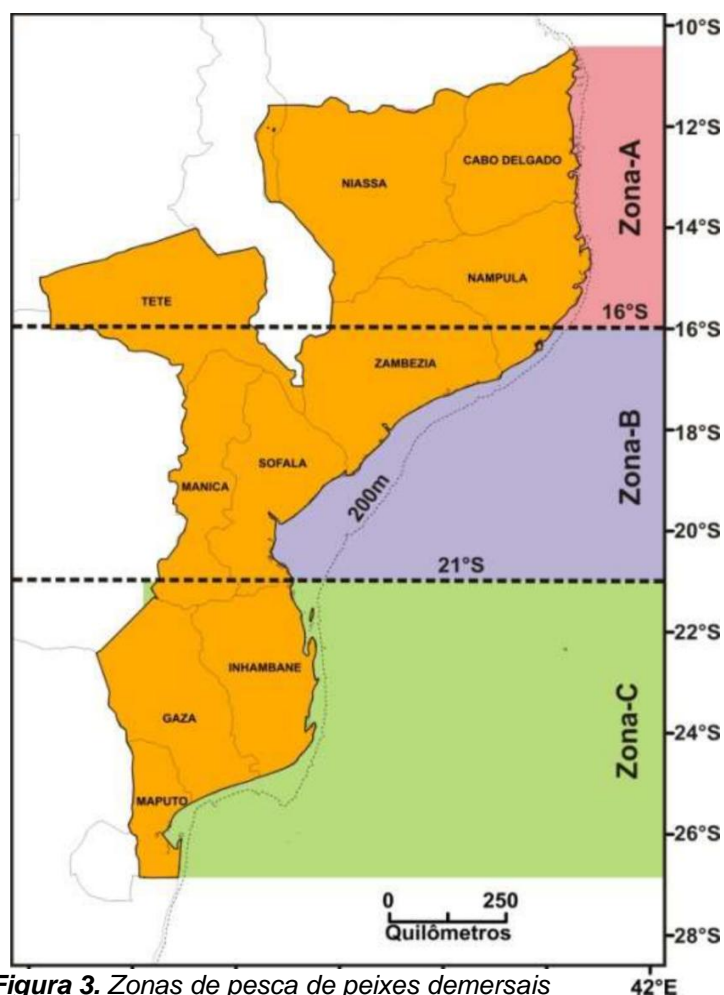 10°S
12°S
CABO DELGADO
NIASSA
Zona-A
14°S
NAMPULA
TETE
16°S
16°S
ZAMBEZIA
Zona-B
18°S
SOFALA
MANICA
200m
20°S
21°S
22°S
INHAMBANE
Zona-C
GAZA
24°S
MAPUTO
26°S
0 250
Quilômetros
28°S
Figura 3. Zonas de pesca de peixes demersais
42°E